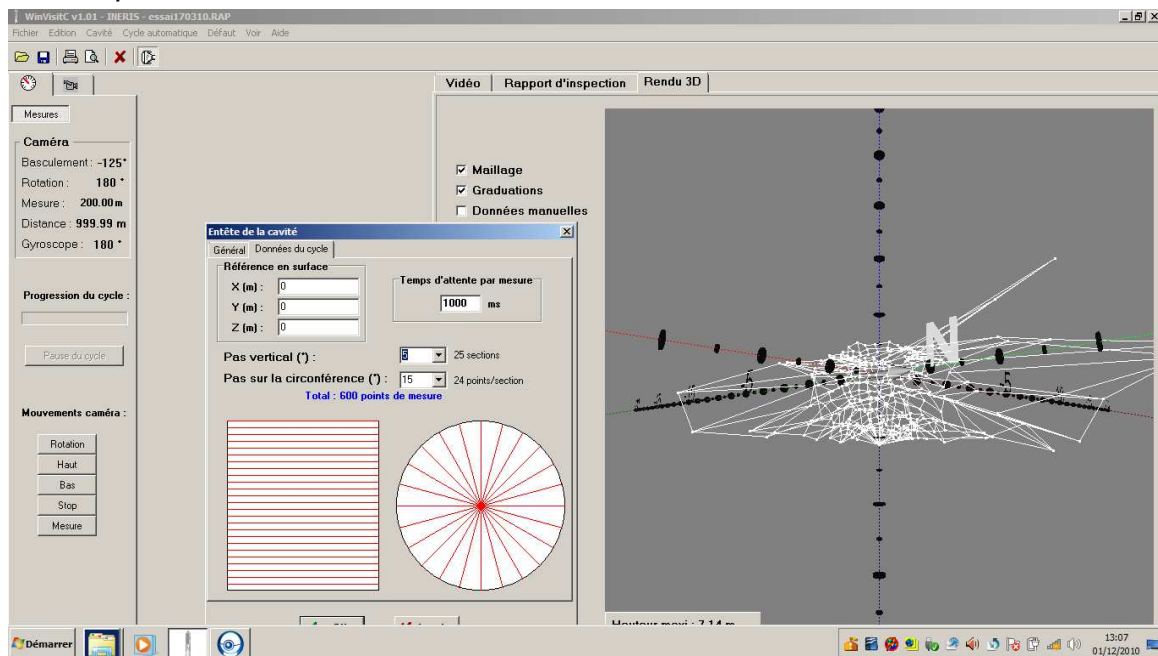 WinVisitC v1.01 - INERIS - essai170310.RAP
Fichier Edition Cavité Cycle automatique Défaut Voir Aide
Vidéo Rapport d'inspection Rendu 3D
Mesures
Caméra
Basculement : -125°
Rotation : 180 °
Mesure : 200.00 m
Distance : 999.99 m
Gyroscope : 180 °
Progression du cycle :
Pause du cycle
Mouvements caméra :
Rotation
Haut
Bas
Stop
Mesure
Maillage
Graduations
Données manuelles
Entête de la cavité
Général Données du cycle
Référence en surface
X (m) : 0
Y (m) : 0
Z (m) : 0
Temps d'attente par mesure
1000 ms
Pas vertical (°) : 5 25 sections
Pas sur la circonférence (°) : 15 24 points/section
Total : 600 points de mesure
N
Hauteur maxi : 7.14 m
Démarrer
13:07
01/12/2010